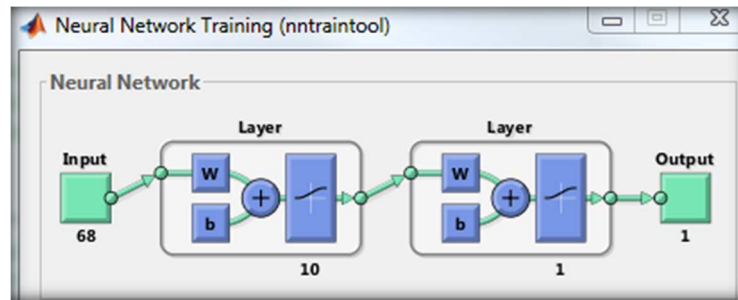 Neural Network Training (nntraintool)
Neural Network
Layer
Layer
Input
Output
W
W
b
b
68
1
10
1